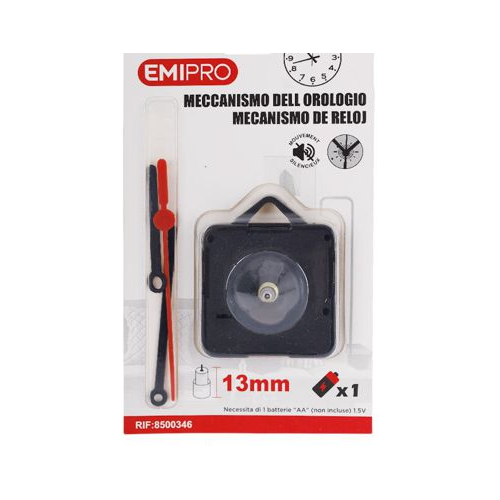 EMIPRO
MECCANISMO DELL OROLOGIO
MECANISMO DE RELOJ
MOUVEMENT
SILENCIEUX
13mm
x1
Necessita di 1 batterie "AA" (non incluse) 1.5V
RIF:8500346